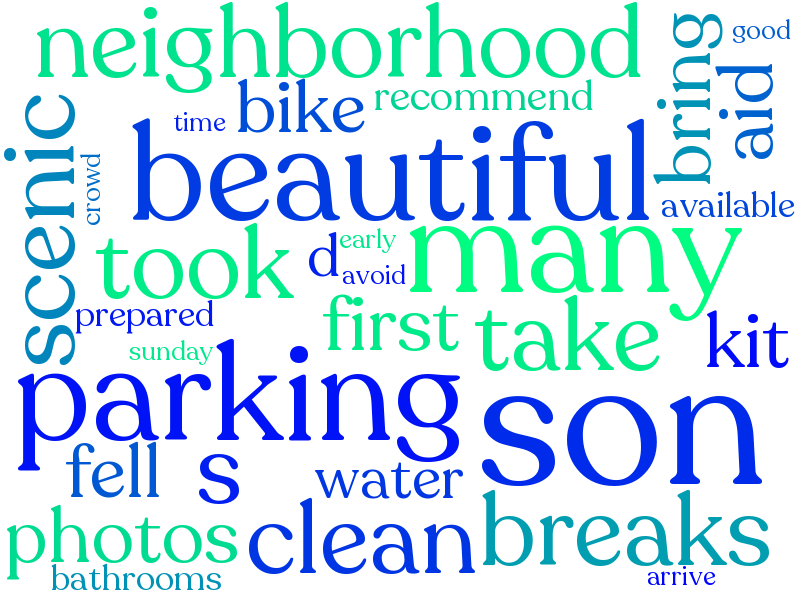 neighborhood
good
bring
aid
bike
recommend
time
scenic
crowd
beautiful
available
took
d
early
avoid
many
prepared
sunday
first
take
kit
parking
son
fell
s
water
photos
clean
breaks
bathrooms
arrive